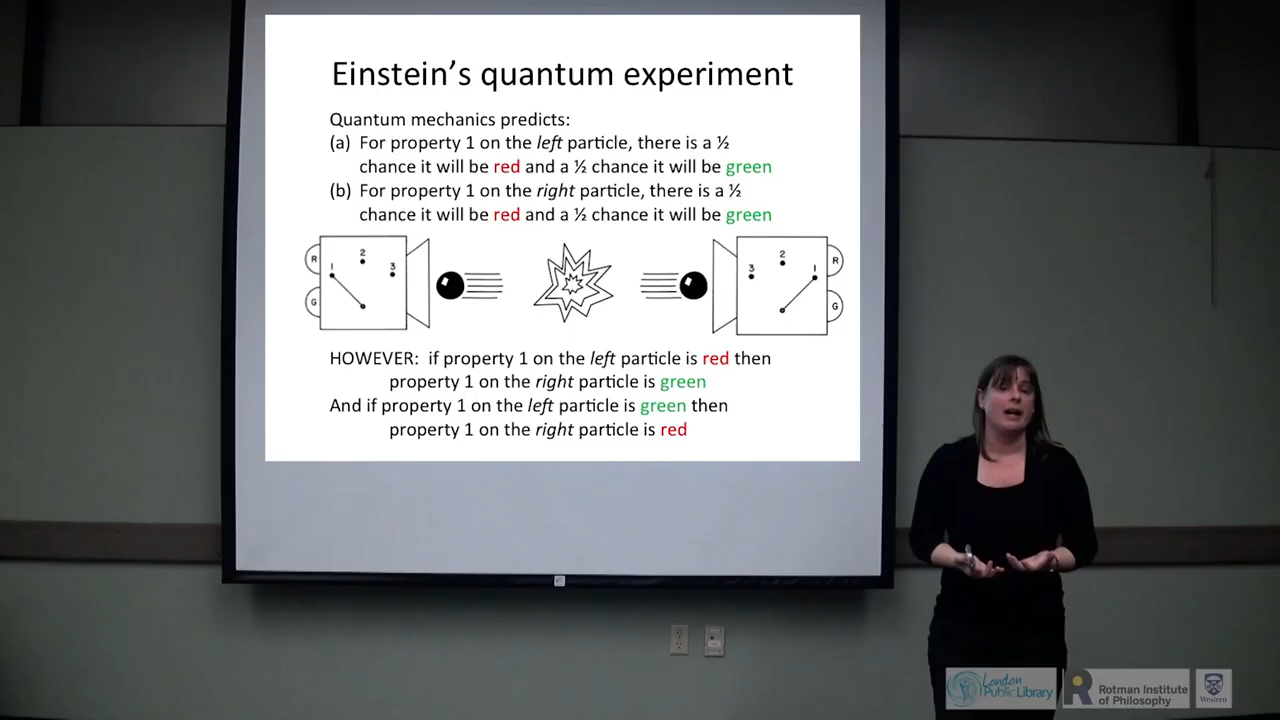 Einstein's quantum experiment
Quantum mechanics predicts:
(a) For property 1 on the left particle, there is a ½
chance it will be red and a ½ chance it will be green
(b) For property 1 on the right particle, there is a ½
chance it will be red and a ½ chance it will be green
R
G
1
2
3
3
2
1
R
G
HOWEVER: if property 1 on the left particle is red then
property 1 on the right particle is green
And if property 1 on the left particle is green then
property 1 on the right particle is red
London
Public Library
Rotman Institute
of Philosophy
Western